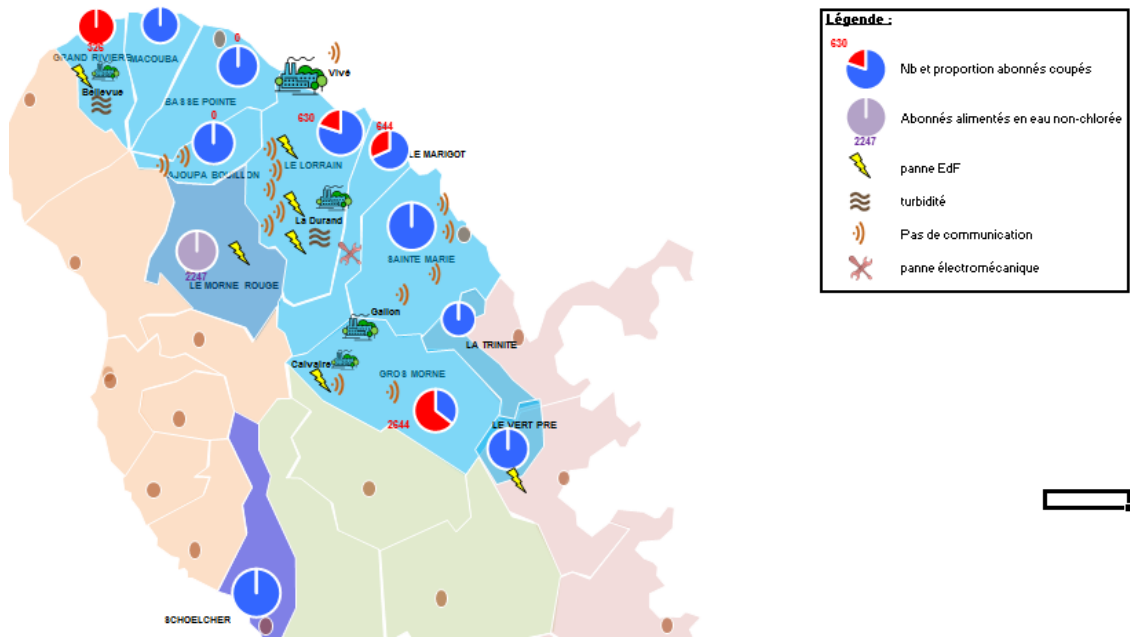 Légende :
630
Nb et proportion abonnés coupés
Abonnés alimentés en eau non-chlorée
2247
panne EdF
turbidité
Pas de communication
panne électromécanique
326
GRAND RIVIERE
MACOUBA
0
Vivé
Bellevue
BASSE POINTE
0
630
644
LE MARIGOT
LE LORRAIN
AJOUPA BOUILLON
La Durand
SAINTE MARIE
2247
LE MORNE ROUGE
Galion
LA TRINITE
Calvaire
GROS MORNE
2644
LE VERT PRE
SCHOELCHER